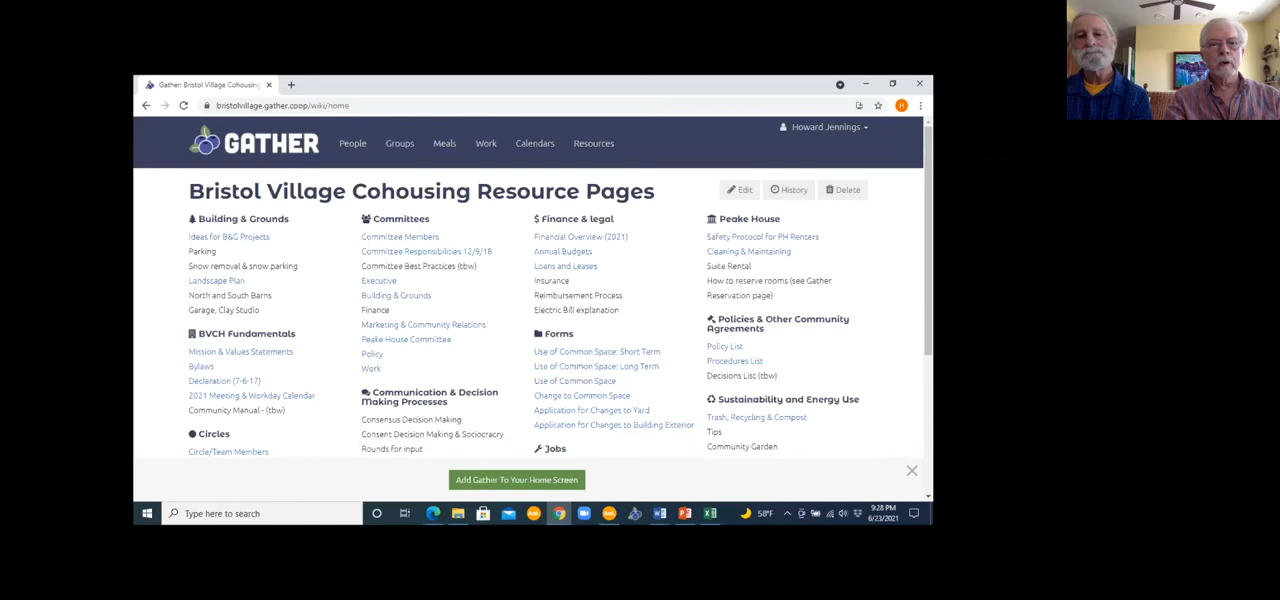 Gather: Bristol Village Cohousing
bristolvillage.gather.coop/wiki/home
H
GATHER
People Groups Meals Work Calendars Resources
Howard Jennings
Bristol Village Cohousing Resource Pages
Edit History Delete
Building & Grounds
Ideas for B&G Projects
Parking
Snow removal & snow parking
Landscape Plan
North and South Barns
Garage, Clay Studio
BVCH Fundamentals
Mission & Values Statements
Bylaws
Declaration (7-6-17)
2021 Meeting & Workday Calendar
Community Manual - (tbw)
Circles
Circle/Team Members
Committees
Committee Members
Committee Responsibilities 12/9/18
Committee Best Practices (tbw)
Executive
Building & Grounds
Finance
Marketing & Community Relations
Peake House Committee
Policy
Work
Communication & Decision
Making Processes
Consensus Decision Making
Consent Decision Making & Sociocracy
Rounds for input
Finance & legal
Financial Overview (2021)
Annual Budgets
Loans and Leases
Insurance
Reimbursement Process
Electric Bill explanation
Forms
Use of Common Space: Short Term
Use of Common Space: Long Term
Use of Common Space
Change to Common Space
Application for Changes to Yard
Application for Changes to Building Exterior
Jobs
Peake House
Safety Protocol for PH Renters
Cleaning & Maintaining
Suite Rental
How to reserve rooms (see Gather
Reservation page)
Policies & Other Community
Agreements
Policy List
Procedures List
Decisions List (tbw)
Sustainability and Energy Use
Trash, Recycling & Compost
Tips
Community Garden
Add Gather To Your Home Screen
Type here to search
58°F
9:28 PM
6/23/2021